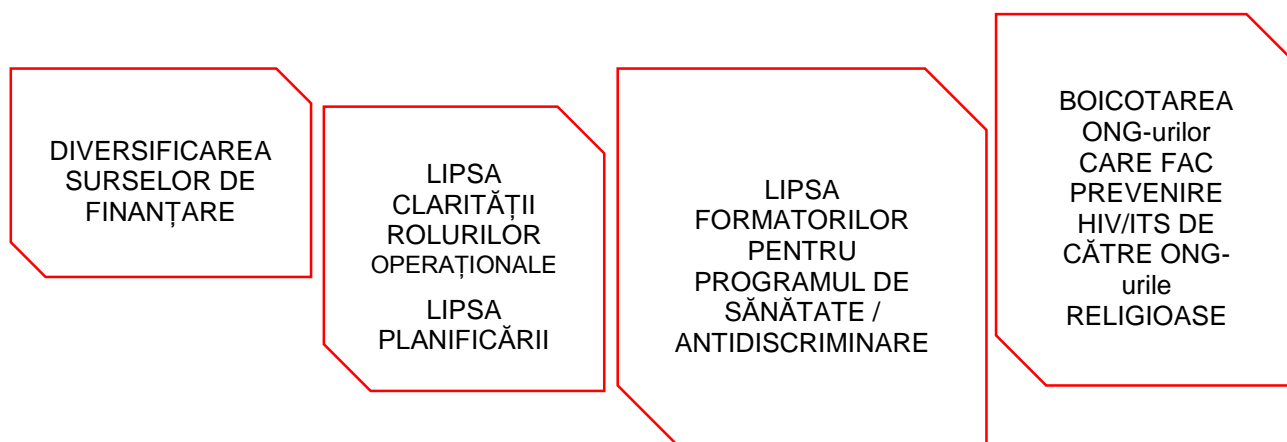 DIVERSIFICAREA
SURSELOR DE
FINANȚARE
LIPSA
CLARITĂȚII
ROLURILOR
OPERAȚIONALE
LIPSA
PLANIFICĂRII
LIPSA
FORMATORILOR
PENTRU
PROGRAMUL DE
SĂNĂTATE /
ANTIDISCRIMINARE
BOICOTAREA
ONG-urilor
CARE FAC
PREVENIRE
HIV/ITS DE
CĂTRE ONG-
urile
RELIGIOASE